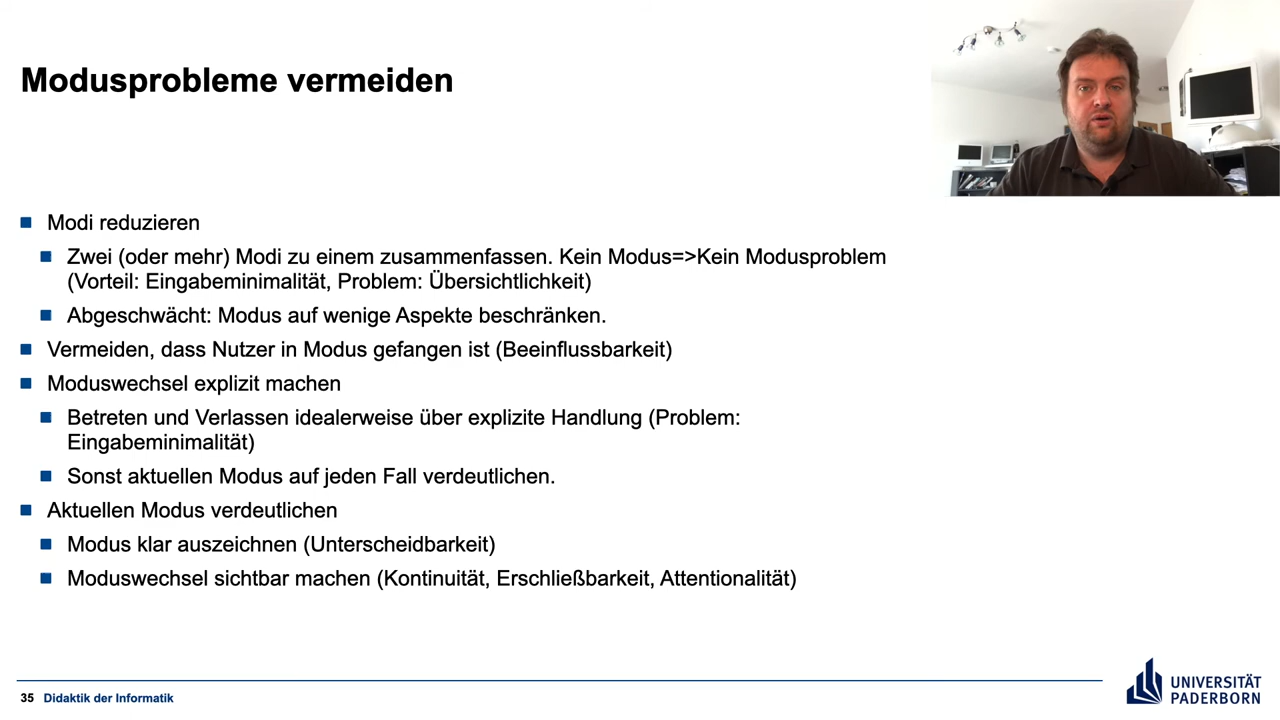 Modusprobleme vermeiden
Modi reduzieren
Zwei (oder mehr) Modi zu einem zusammenfassen. Kein Modus=>Kein Modusproblem
(Vorteil: Eingabeminimalität, Problem: Übersichtlichkeit)
Abgeschwächt: Modus auf wenige Aspekte beschränken.
Vermeiden, dass Nutzer in Modus gefangen ist (Beeinflussbarkeit)
Moduswechsel explizit machen
Betreten und Verlassen idealerweise über explizite Handlung (Problem:
Eingabeminimalität)
Sonst aktuellen Modus auf jeden Fall verdeutlichen.
Aktuellen Modus verdeutlichen
Modus klar auszeichnen (Unterscheidbarkeit)
Moduswechsel sichtbar machen (Kontinuität, Erschließbarkeit, Attentionalität)
35 Didaktik der Informatik
UNIVERSITÄT
PADERBORN